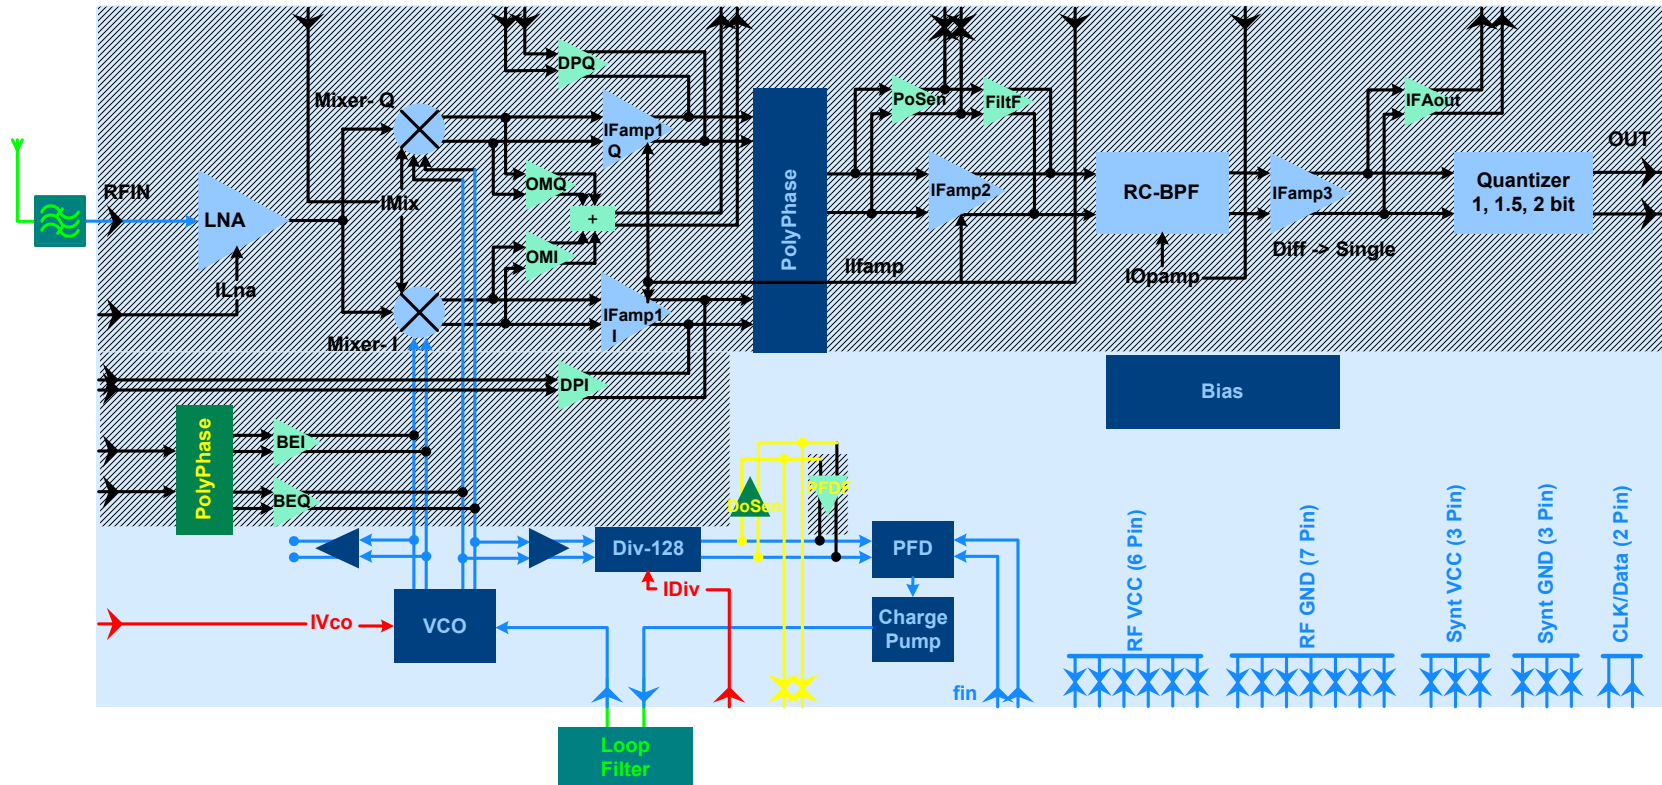 DPQ
Mixer- Q
PoSen
FiltF
IFAout
IFamp1
Q
OUT
RFIN
OMQ
IFamp2
RC-BPF
IFamp3
Quantizer
1, 1.5, 2 bit
LNA
IMix
+
PolyPhase
OMI
IIfamp
Diff -> Single
IOpamp
ILna
IFamp1
I
Mixer- I
DPI
Bias
PolyPhase
BEI
BEQ
DoSen
PFDF
Div-128
PFD
IDiv
IVco
VCO
Charge
Pump
fin
RF VCC (6 Pin)
RF GND (7 Pin)
Synt VCC (3 Pin)
Synt GND (3 Pin)
CLK/Data (2 Pin)
Loop
Filter